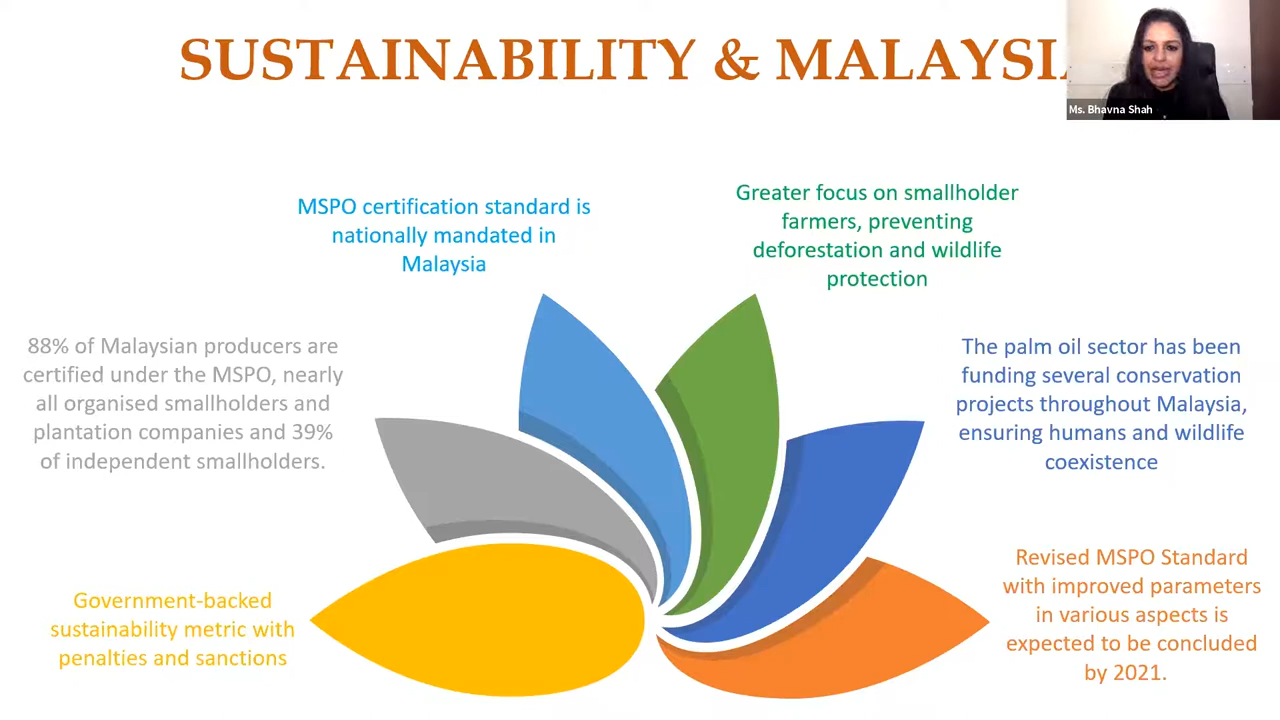 SUSTAINABILITY & MALAYSIA
Ms. Bhavna Shah
MSPO certification standard is
nationally mandated in
Malaysia
Greater focus on smallholder
farmers, preventing
deforestation and wildlife
protection
88% of Malaysian producers are
certified under the MSPO, nearly
all organised smallholders and
plantation companies and 39%
of independent smallholders.
The palm oil sector has been
funding several conservation
projects throughout Malaysia,
ensuring humans and wildlife
coexistence
Government-backed
sustainability metric with
penalties and sanctions
Revised MSPO Standard
with improved parameters
in various aspects is
expected to be concluded
by 2021.